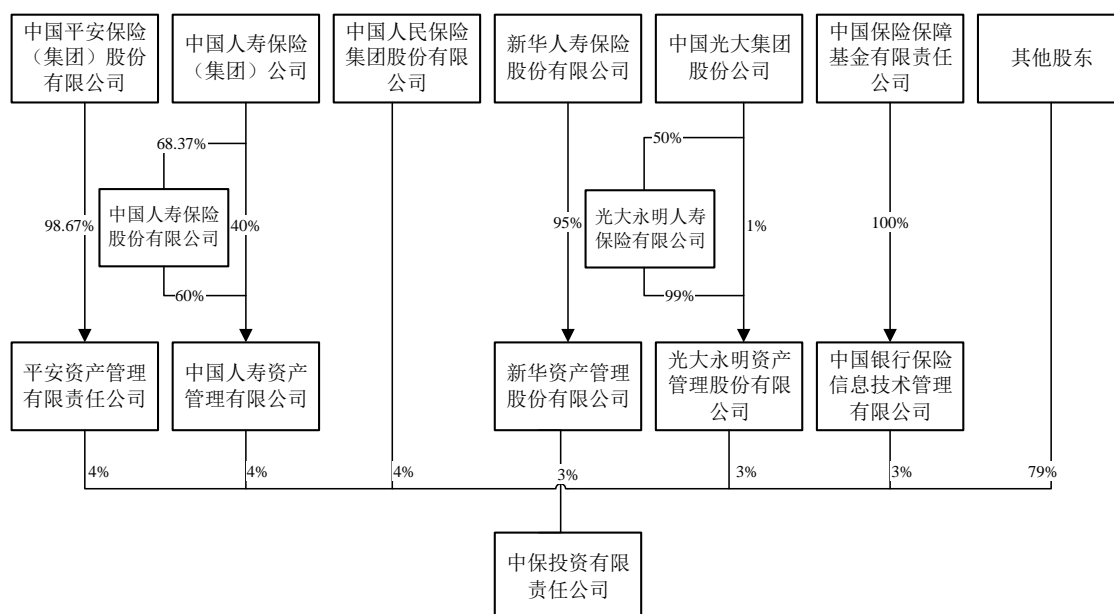 中国平安保险
（集团）股份
有限公司
中国人寿保险
（集团）公司
中国人民保险
集团股份有限
公司
新华人寿保险
股份有限公司
中国光大集团
股份公司
中国保险保障
基金有限责任
公司
其他股东
68.37%
50%
中国人寿保险
股份有限公司
光大永明人寿
保险有限公司
98.67%
40%
95%
1%
100%
60%
99%
平安资产管理
有限责任公司
中国人寿资产
管理有限公司
新华资产管理
股份有限公司
光大永明资产
管理股份有限
公司
中国银行保险
信息技术管理
有限公司
4%
4%
4%
3%
3%
3%
79%
中保投资有限
责任公司